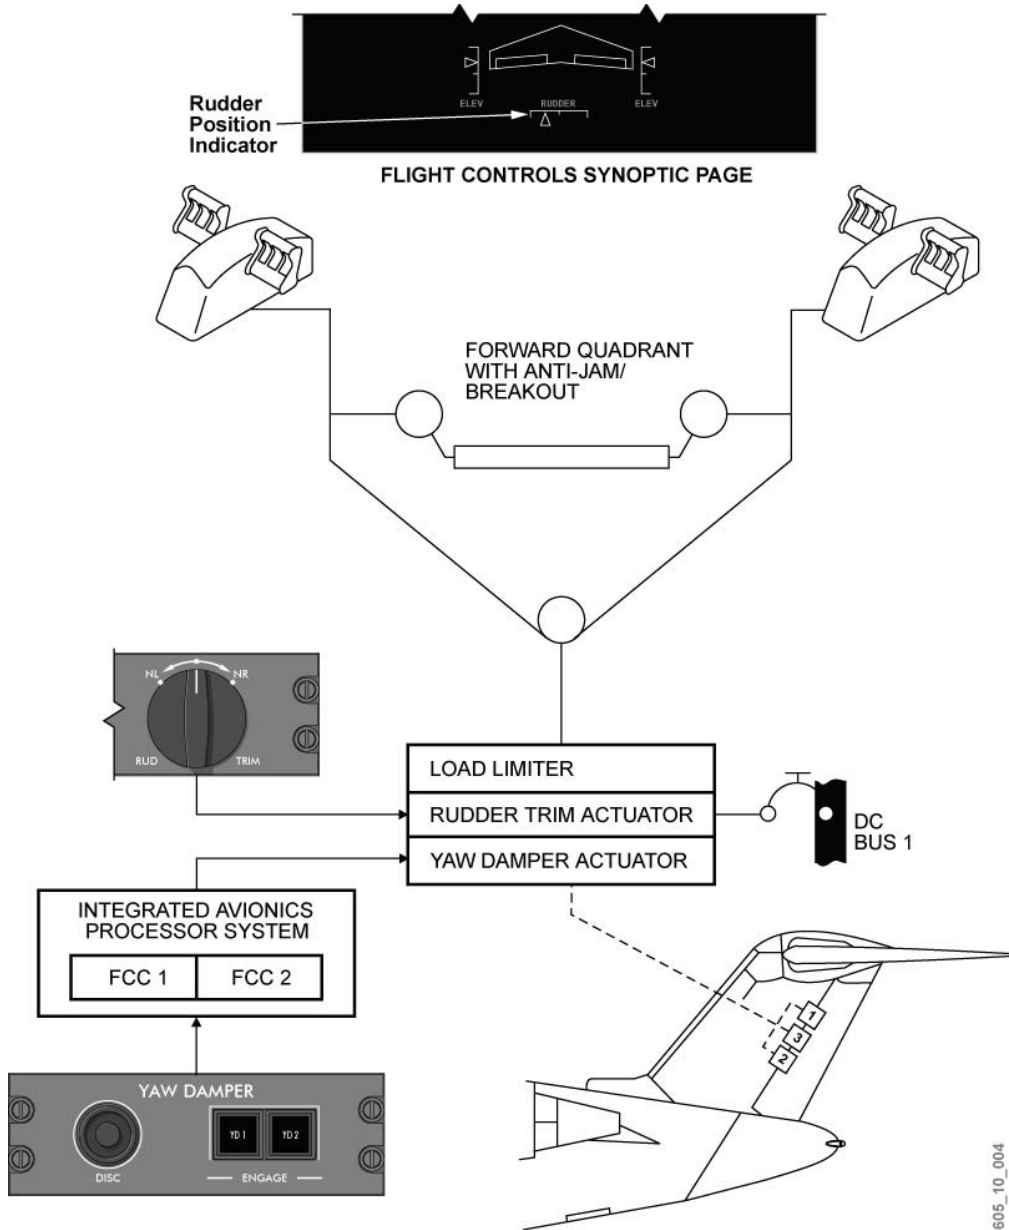 ELEV
RUDDER
ELEV
Rudder
Position
Indicator
FLIGHT CONTROLS SYNOPTIC PAGE
FORWARD QUADRANT
WITH ANTI-JAM/
BREAKOUT
NL
NR
RUD
TRIM
LOAD LIMITER
RUDDER TRIM ACTUATOR
YAW DAMPER ACTUATOR
DC
BUS 1
INTEGRATED AVIONICS
PROCESSOR SYSTEM
FCC 1
FCC 2
1
3
2
YAW DAMPER
YD 1
YD 2
DISC
ENGAGE
605_10_004